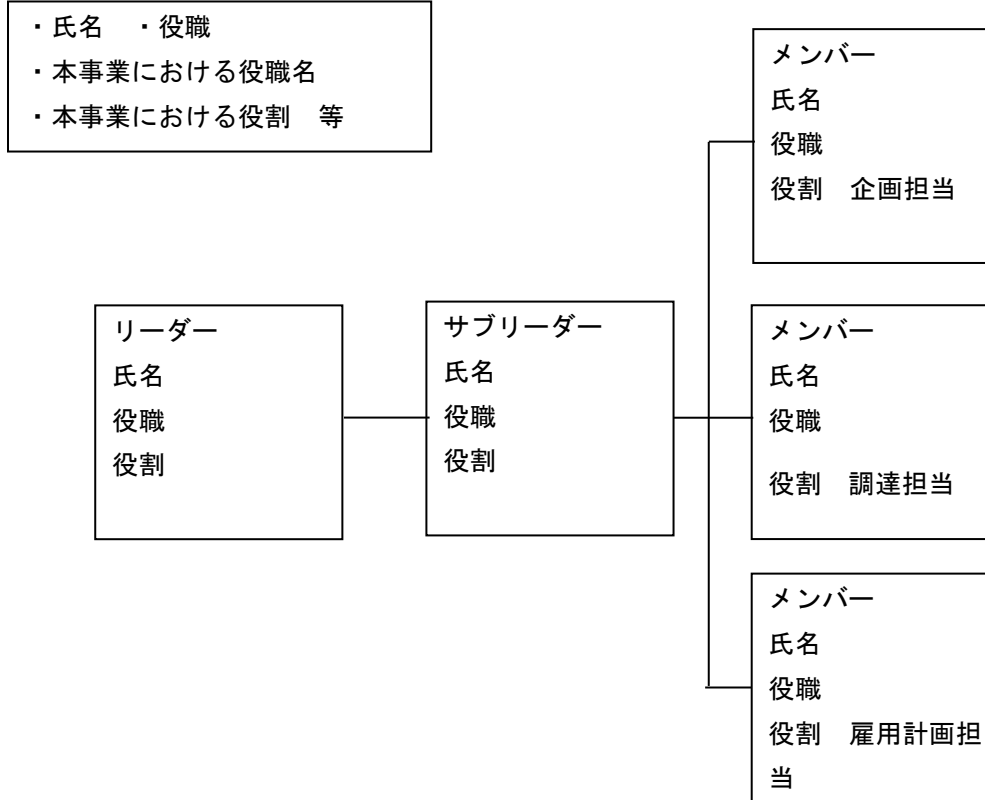 ・氏名　・役職
・本事業における役職名
・本事業における役割　等
リーダー
氏名
役職
役割
サブリーダー
氏名
役職
役割
メンバー
氏名
役職
役割　企画担当
メンバー
氏名
役職
役割　調達担当
メンバー
氏名
役職
役割　雇用計画担
当